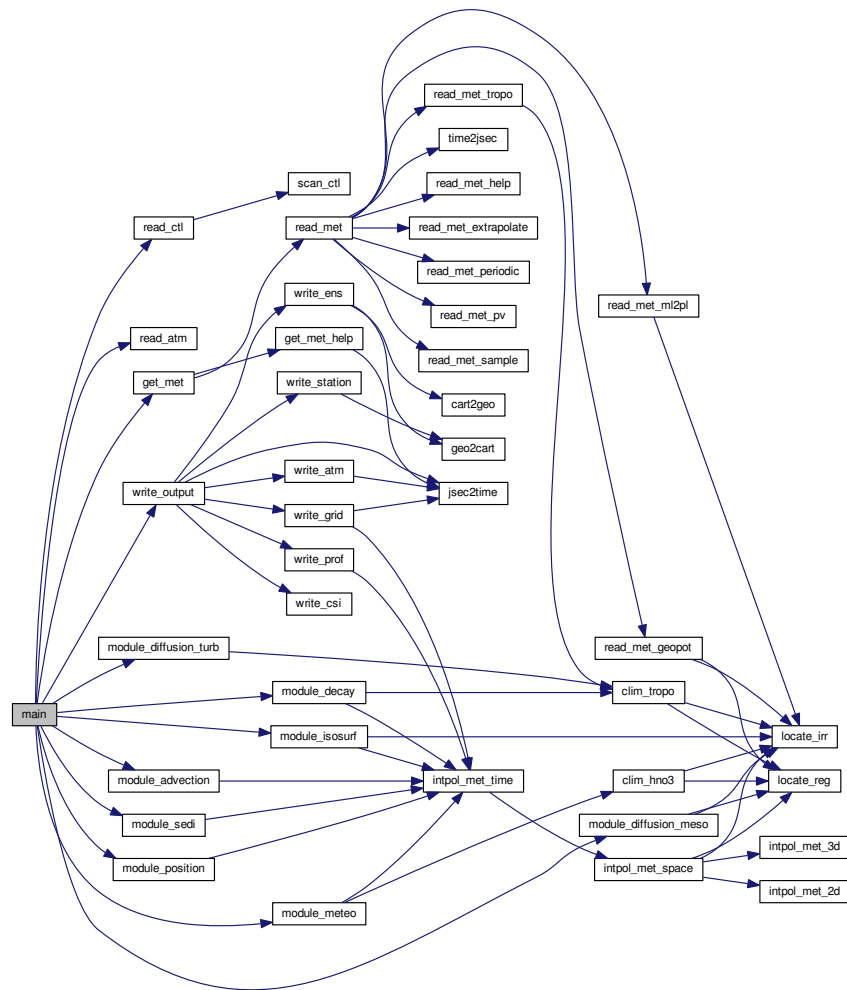 read_met_tropo
time2jsec
scan_ctl
read_met_help
read_ctl
read_met
read_met_extrapolate
read_met_periodic
write_ens
read_met_ml2pl
read_met_pv
read_atm
get_met_help
read_met_sample
get_met
write_station
cart2geo
geo2cart
write_atm
write_output
jsec2time
write_grid
write_prof
write_csi
module_diffusion_turb
read_met_geopot
module_decay
clim_tropo
main
module_isosurf
locate_irr
module_advection
intpol_met_time
clim_hno3
locate_reg
module_sedi
module_diffusion_meso
intpol_met_3d
module_position
intpol_met_space
intpol_met_2d
module_meteo